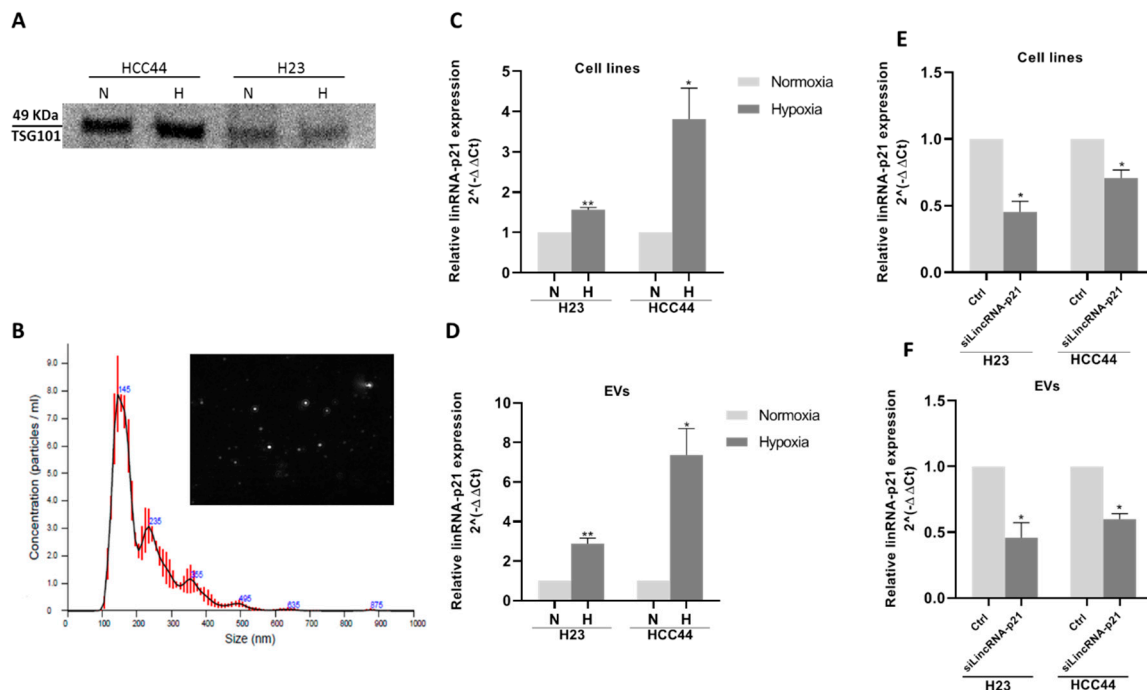 A
HCC44 H23
N H N H
49 KDa
TSG101
B
Concentration (particles / ml)
9.0
8.0
7.0
6.0
5.0
4.0
3.0
2.0
1.0
0
145
235
355
495
635
875
0 100 200 300 400 500 600 700 800 900 1000
Size (nm)
C
Cell lines
Relative linRNA-p21 expression
2^(-Δ ΔCt)
5
4
3
2
1
0
**
*
Normoxia
Hypoxia
N H N H
H23 HCC44
D
EVs
Relative linRNA-p21 expression
2^(-Δ ΔCt)
10
8
6
4
2
0
**
*
Normoxia
Hypoxia
N H N H
H23 HCC44
E
Cell lines
Relative linRNA-p21 expression
2^(-Δ ΔCt)
1.5
1.0
0.5
0.0
*
*
Ctrl siLincRNA-p21 Ctrl siLincRNA-p21
H23 HCC44
F
EVs
Relative linRNA-p21 expression
2^(-Δ ΔCt)
1.5
1.0
0.5
0.0
*
*
Ctrl siLincRNA-p21 Ctrl siLincRNA-p21
H23 HCC44